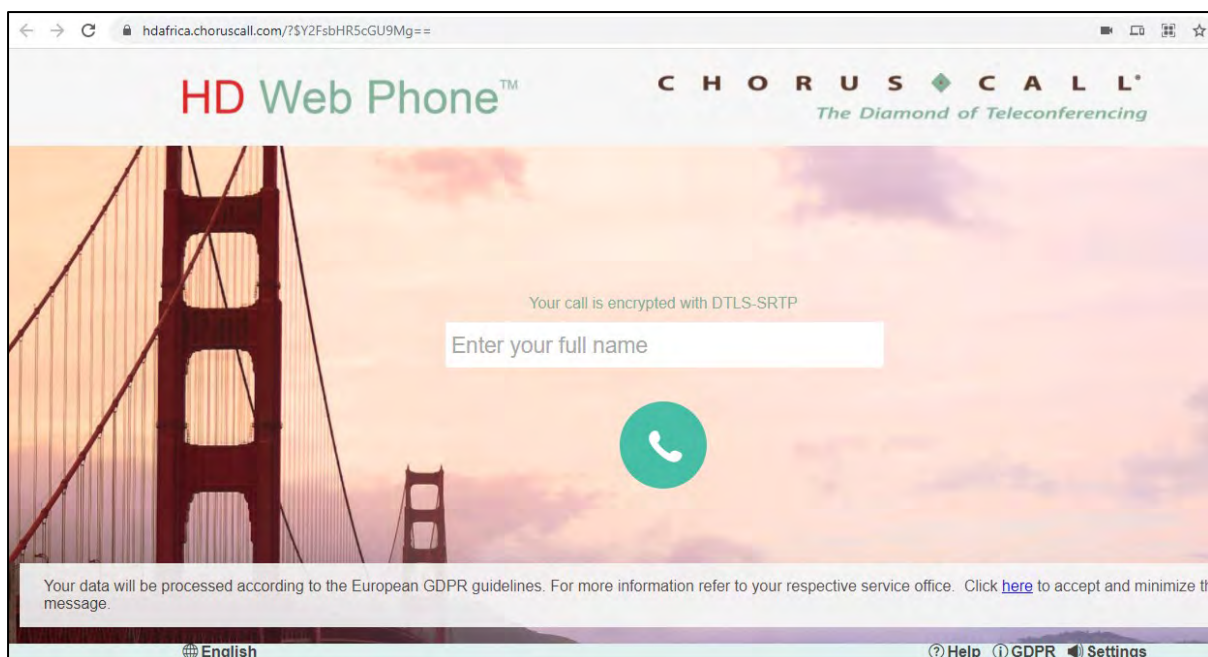 hdafrica.choruscall.com/?$Y2FsbHR5cGU9Mg==
HD Web Phone™
CHORUS CALL®
The Diamond of Teleconferencing
Your call is encrypted with DTLS-SRTP
Enter your full name
Your data will be processed according to the European GDPR guidelines. For more information refer to your respective service office. Click here to accept and minimize
message.
English
Help GDPR Settings